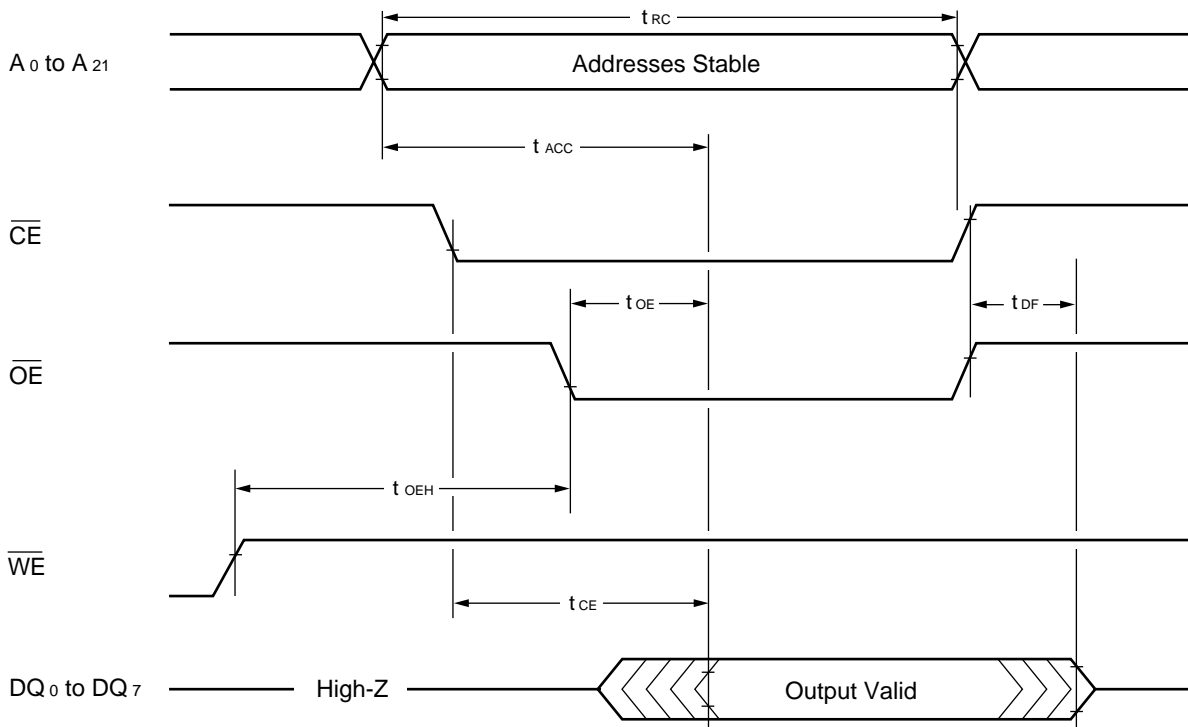 t RC
A 0 to A 21
Addresses Stable
t ACC
CE
t OE
t DF
OE
t OEH
WE
t CE
DQ 0 to DQ 7
High-Z
Output Valid